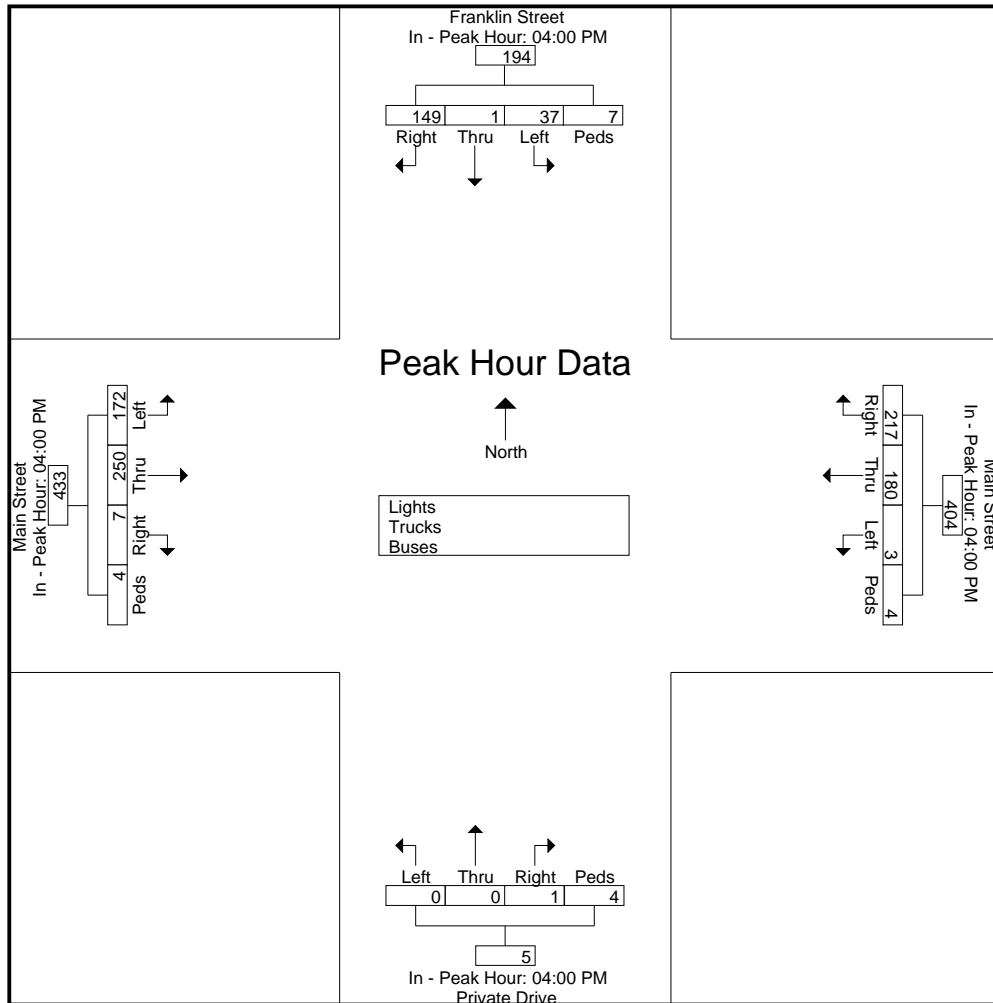 Franklin Street
In - Peak Hour: 04:00 PM
194
149 1 37 7
Right Thru Left Peds
Peak Hour Data
North
Lights
Trucks
Buses
Main Street
In - Peak Hour: 04:00 PM
433
172 250 7 4
Left Thru Right Peds
Main Street
In - Peak Hour: 04:00 PM
404
217 180 3 4
Right Thru Left Peds
Left Thru Right Peds
0 0 1 4
5
In - Peak Hour: 04:00 PM
Private Drive